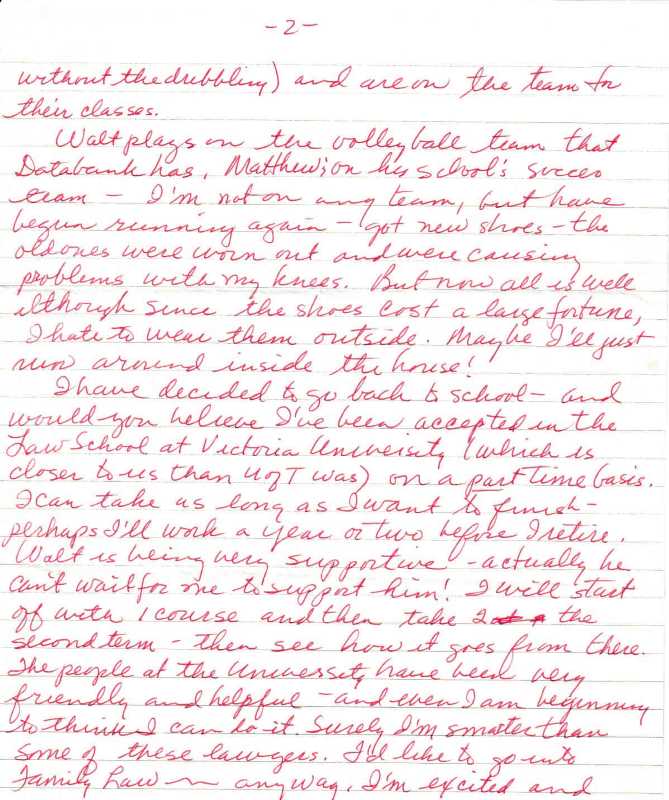 -2-
without the dribbling) and are on the team for
their classes.
Walt plays on the volleyball team that
Databank has, Matthew; on his school's soccer
team - I'm not on any team, but have
begun running again - got new shoes - the
old ones were worn out and were causing
problems with my knees. But now all is well
although since the shoes cost a large fortune,
I hate to wear them outside. Maybe I'll just
run around inside the house!
I have decided to go back to school - and
would you believe I've been accepted in the
Law School at Victoria University (which is
closer to us than U of T was) on a part time basis.
I can take as long as I want to finish -
perhaps I'll work a year or two before I retire.
Walt is being very supportive - actually he
can't wait for me to support him! I will start
off with 1 course and then take 2 the
second term - then see how it goes from there.
The people at the University have been very
friendly and helpful - and even I am beginning
to think I can do it. Surely I'm smarter than
some of these lawyers. I'd like to go into
Family Law ~ anyway, I'm excited and